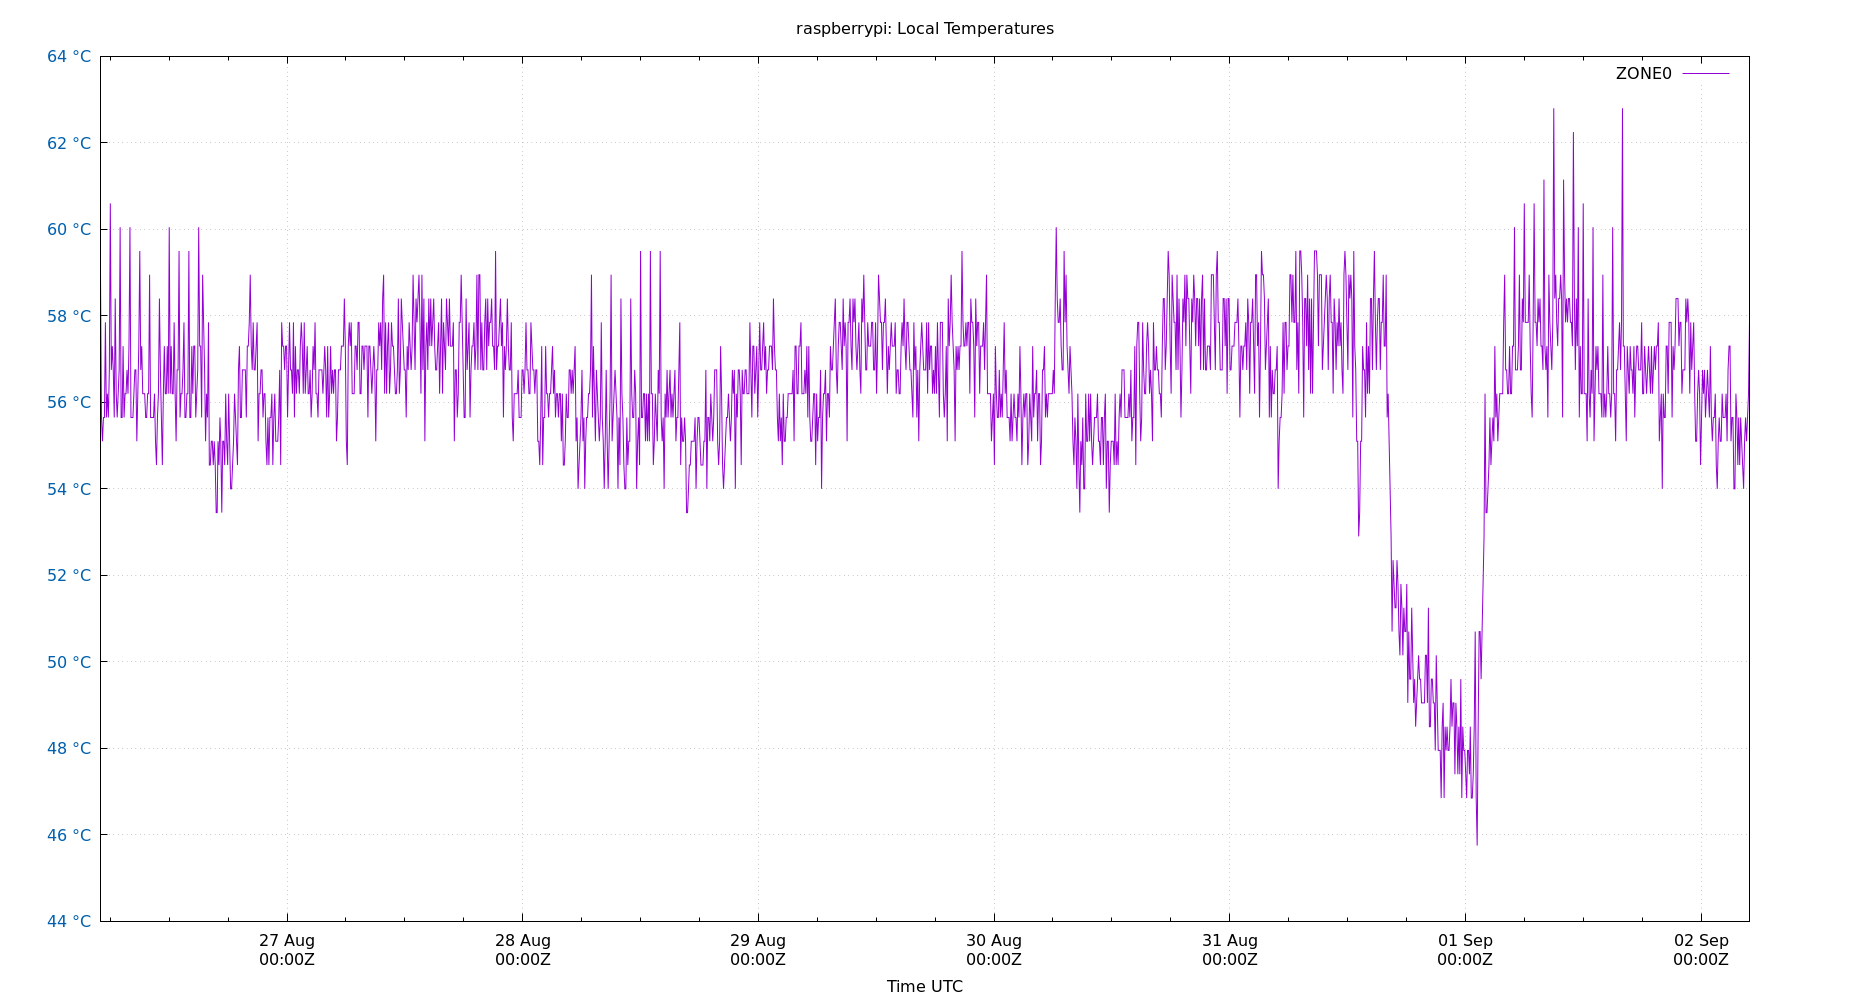 raspberrypi: Local Temperatures
ZONE0
64 °C
62 °C
60 °C
58 °C
56 °C
54 °C
52 °C
50 °C
48 °C
46 °C
44 °C
27 Aug 28 Aug 29 Aug 30 Aug 31 Aug 01 Sep 02 Sep
00:00Z 00:00Z 00:00Z 00:00Z 00:00Z 00:00Z 00:00Z
Time UTC